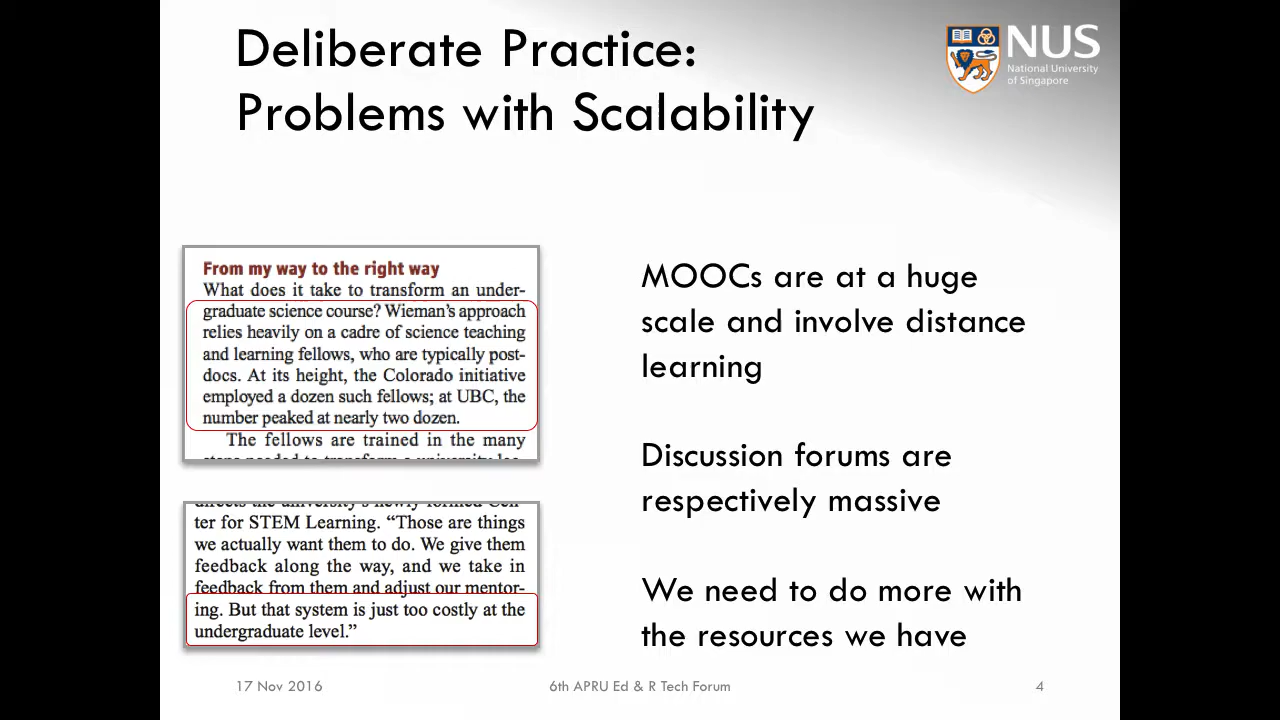 Deliberate Practice:
Problems with Scalability
NUS
National University
of Singapore
From my way to the right way
What does it take to transform an under-
graduate science course? Wieman's approach
relies heavily on a cadre of science teaching
and learning fellows, who are typically post-
docs. At its height, the Colorado initiative
employed a dozen such fellows; at UBC, the
number peaked at nearly two dozen.
The fellows are trained in the many
directs the university's newly formed Cen-
ter for STEM Learning. “Those are things
we actually want them to do. We give them
feedback along the way, and we take in
feedback from them and adjust our mentor-
ing. But that system is just too costly at the
undergraduate level.”
MOOCs are at a huge
scale and involve distance
learning
Discussion forums are
respectively massive
We need to do more with
the resources we have
17 Nov 2016
6th APRU Ed & R Tech Forum
4